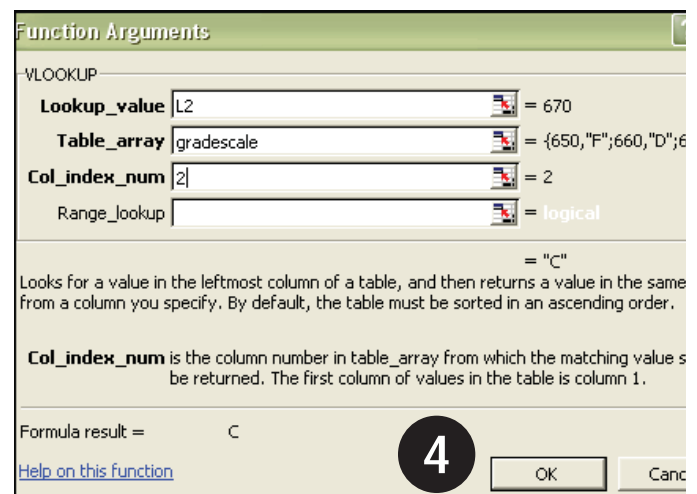 Function Arguments
VLOOKUP
Lookup_value L2 = 670
Table_array gradescale = {650,"F";660,"D";6
Col_index_num 2 = 2
Range_lookup = logical
= "C"
Looks for a value in the leftmost column of a table, and then returns a value in the same
from a column you specify. By default, the table must be sorted in an ascending order.
Col_index_num is the column number in table_array from which the matching value s
be returned. The first column of values in the table is column 1.
Formula result = C
4
Help on this function OK Canc